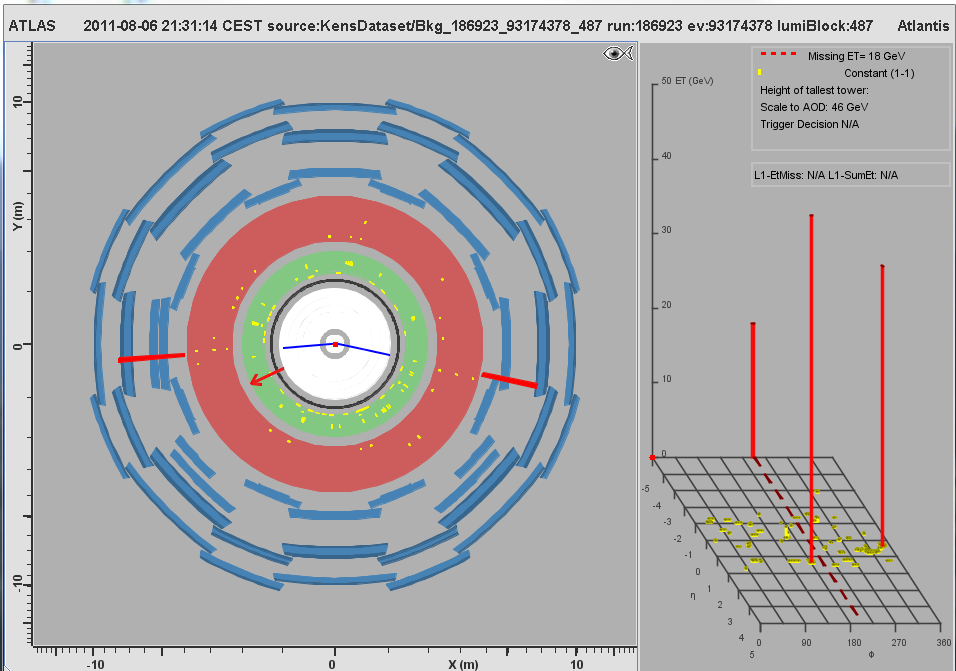 ATLAS 2011-08-06 21:31:14 CEST source:KensDataset/Bkg_186923_93174378_487 run:186923 ev:93174378 lumiBlock:487 Atlantis
Missing ET= 18 GeV
Constant (1-1)
Height of tallest tower:
Scale to AOD: 46 GeV
Trigger Decision N/A
L1-EtMiss: N/A L1-SumEt: N/A
10
Y (m)
0
-10
-10 0 X (m) 10
50 ET (GeV)
40
30
20
10
0
-5
-4
-3
-2
-1
0
η 1
2
3
4
5
0 90 180 270 360
Φ